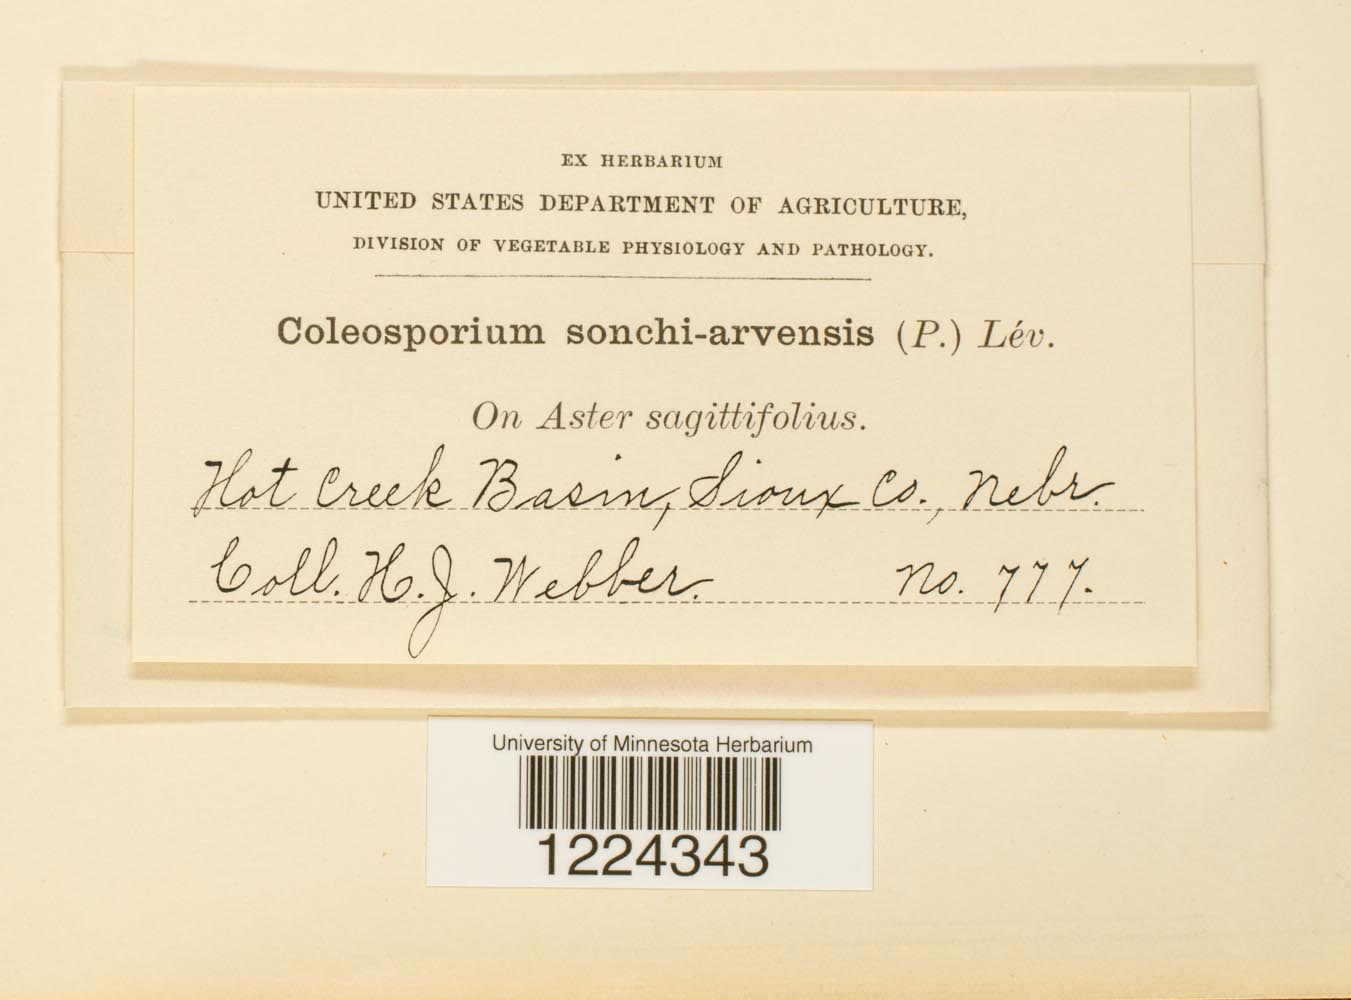 EX HERBARIUM
UNITED STATES DEPARTMENT OF AGRICULTURE,
DIVISION OF VEGETABLE PHYSIOLOGY AND PATHOLOGY.
Coleosporium sonchi-arvensis (P.) Lév.
On Aster sagittifolius.
Hot Creek Basin, Sioux Co., Nebr.
Coll. H. J. Webber. No. 777.
University of Minnesota Herbarium
1224343